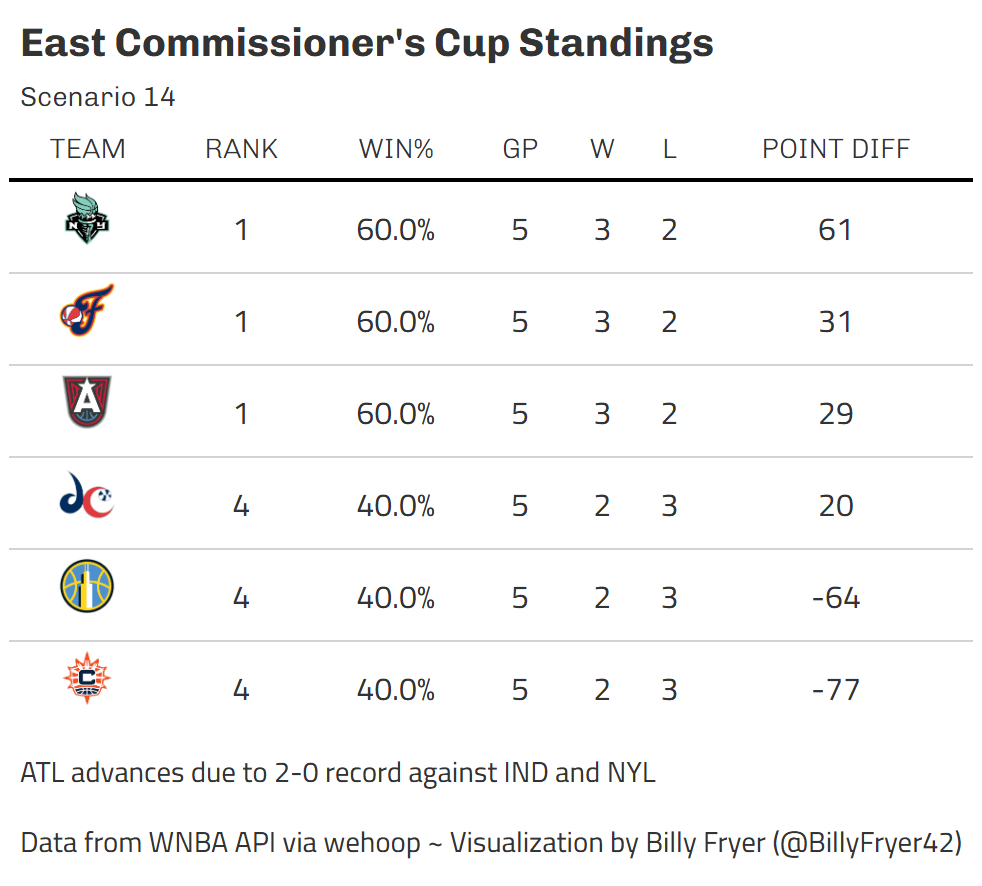 East Commissioner's Cup Standings
Scenario 14
TEAM RANK WIN% GP W L POINT DIFF
NY 1 60.0% 5 3 2 61
F 1 60.0% 5 3 2 31
A 1 60.0% 5 3 2 29
dc 4 40.0% 5 2 3 20
4 40.0% 5 2 3 -64
C 4 40.0% 5 2 3 -77
ATL advances due to 2-0 record against IND and NYL
Data from WNBA API via wehoop ~ Visualization by Billy Fryer (@BillyFryer42)